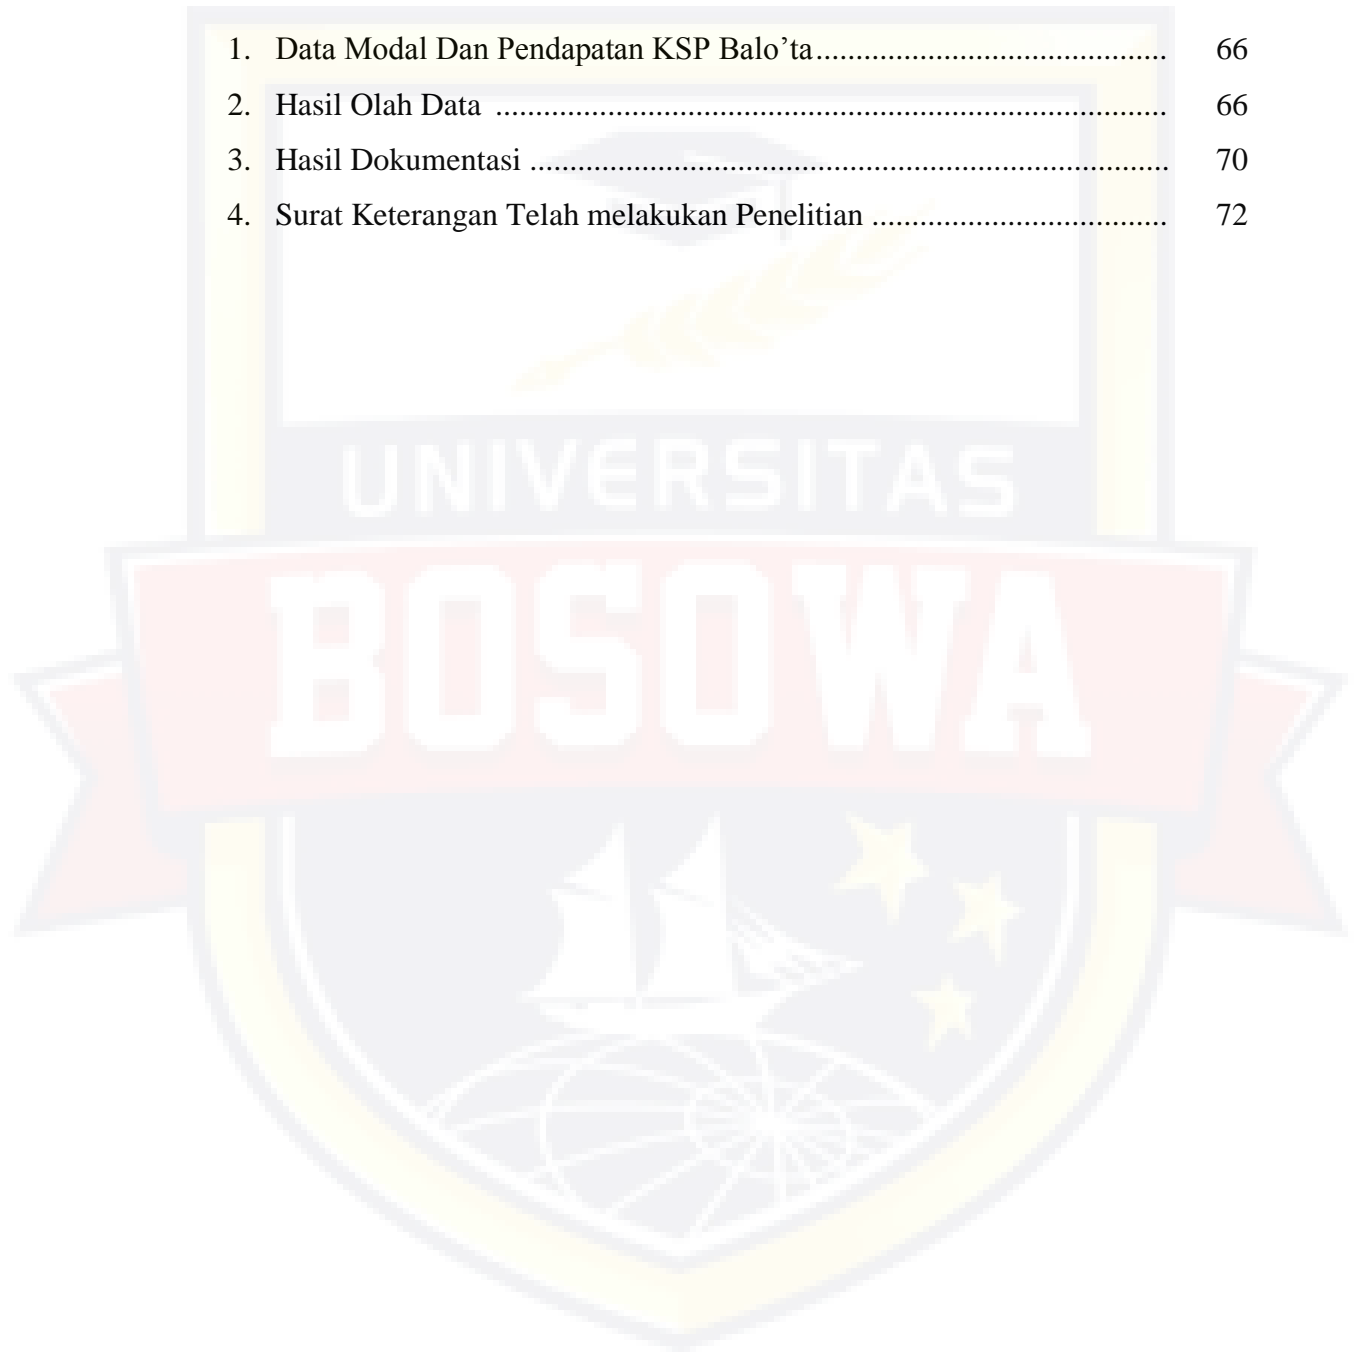 1. Data Modal Dan Pendapatan KSP Balo’ta..................................................... 66
2. Hasil Olah Data ............................................................................................. 66
3. Hasil Dokumentasi ........................................................................................ 70
4. Surat Keterangan Telah melakukan Penelitian ...................................... 72
UNIVERSITAS
BOSOWA